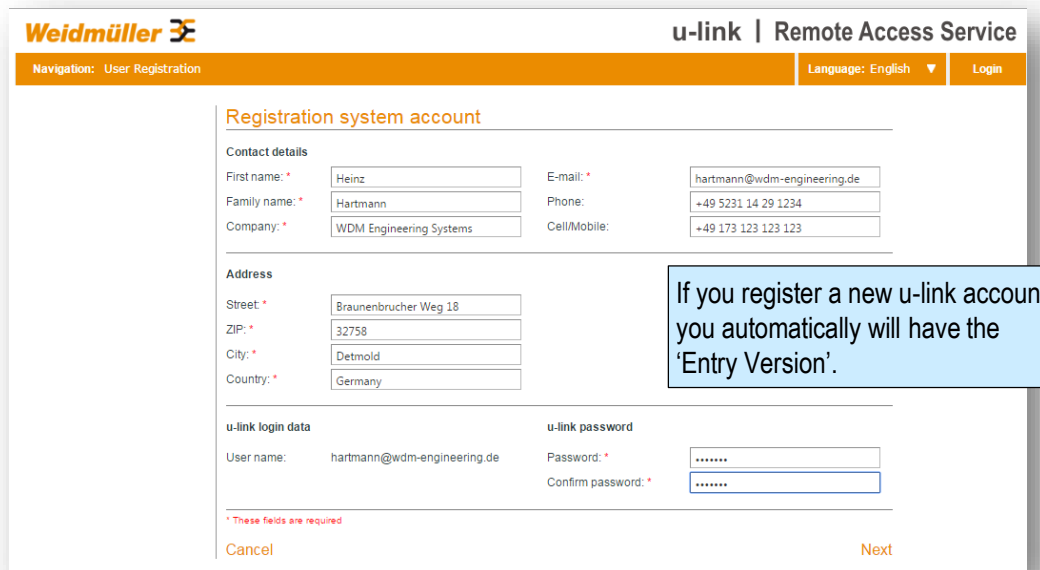 Weidmüller
u-link | Remote Access Service
Navigation: User Registration
Language: English ▼
Login
Registration system account
Contact details
First name: * Heinz
E-mail: * hartmann@wdm-engineering.de
Family name: * Hartmann
Phone: +49 5231 14 29 1234
Company: * WDM Engineering Systems
Cell/Mobile: +49 173 123 123 123
Address
Street: * Braunenbrucher Weg 18
ZIP: * 32758
City: * Detmold
Country: * Germany
If you register a new u-link accoun
you automatically will have the
‘Entry Version’.
u-link login data
u-link password
User name: hartmann@wdm-engineering.de
Password: * •••••••
Confirm password: * •••••••
* These fields are required
Cancel
Next